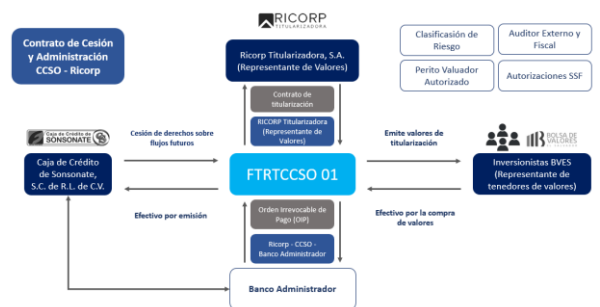 RICORP
TITULARIZADORA
Contrato de Cesión
y Administración
CCSO - Ricorp
Ricorp Titularizadora, S.A.
(Representante de Valores)
Clasificasión de
Riesgo
Auditor Externo y
Fiscal
Perito Valuador
Autorizado
Autorizaciones SSF
Contrato de
titularización
RICORP Titularizadora
(Representante de
Valores)
Caja de Crédito de
SONSONATE
Cesión de derechos sobre
flujos futuros
Emite valores de
titularización
BOLSA DE
VALORES
Caja de Crédito
de Sonsonate,
S.C. de R.L. de C.V.
FTRTCCSO 01
Inversionistas BVES
(Representante de
tenedores de valores)
Efectivo por emisión
Orden Irrevocable de
Pago (OIP)
Efectivo por la compra
de valores
Ricorp - CCSO -
Banco Administrador
Banco Administrador